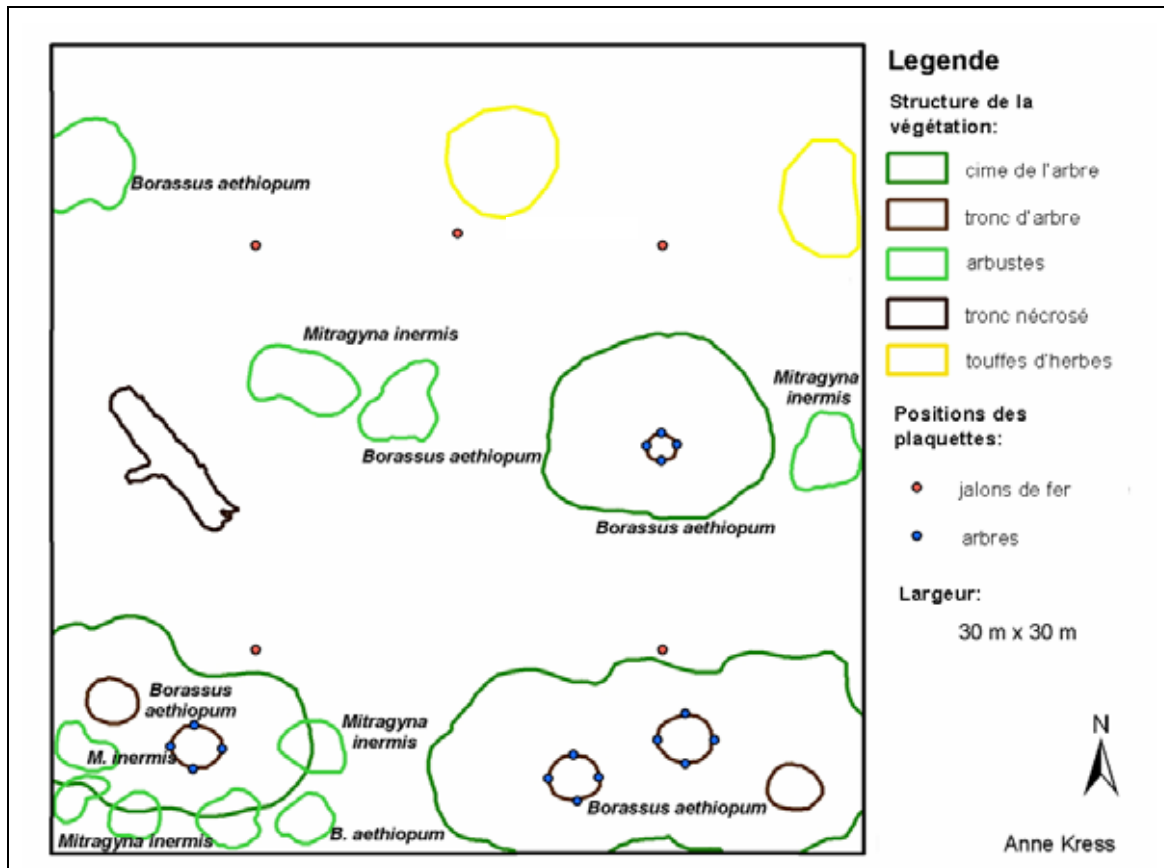 Borassus aethiopum
Mitragyna inermis
Borassus aethiopum
Mitragyna
inermis
Borassus aethiopum
Borassus
aethiopum
M. inermis
Mitragyna
inermis
Mitragyna inermis
B. aethiopum
Borassus aethiopum
Legende
Structure de la
végétation:
cime de l'arbre
tronc d'arbre
arbustes
tronc nécrosé
touffes d'herbes
Positions des
plaquettes:
jalons de fer
arbres
Largeur:
30 m x 30 m
N
Anne Kress